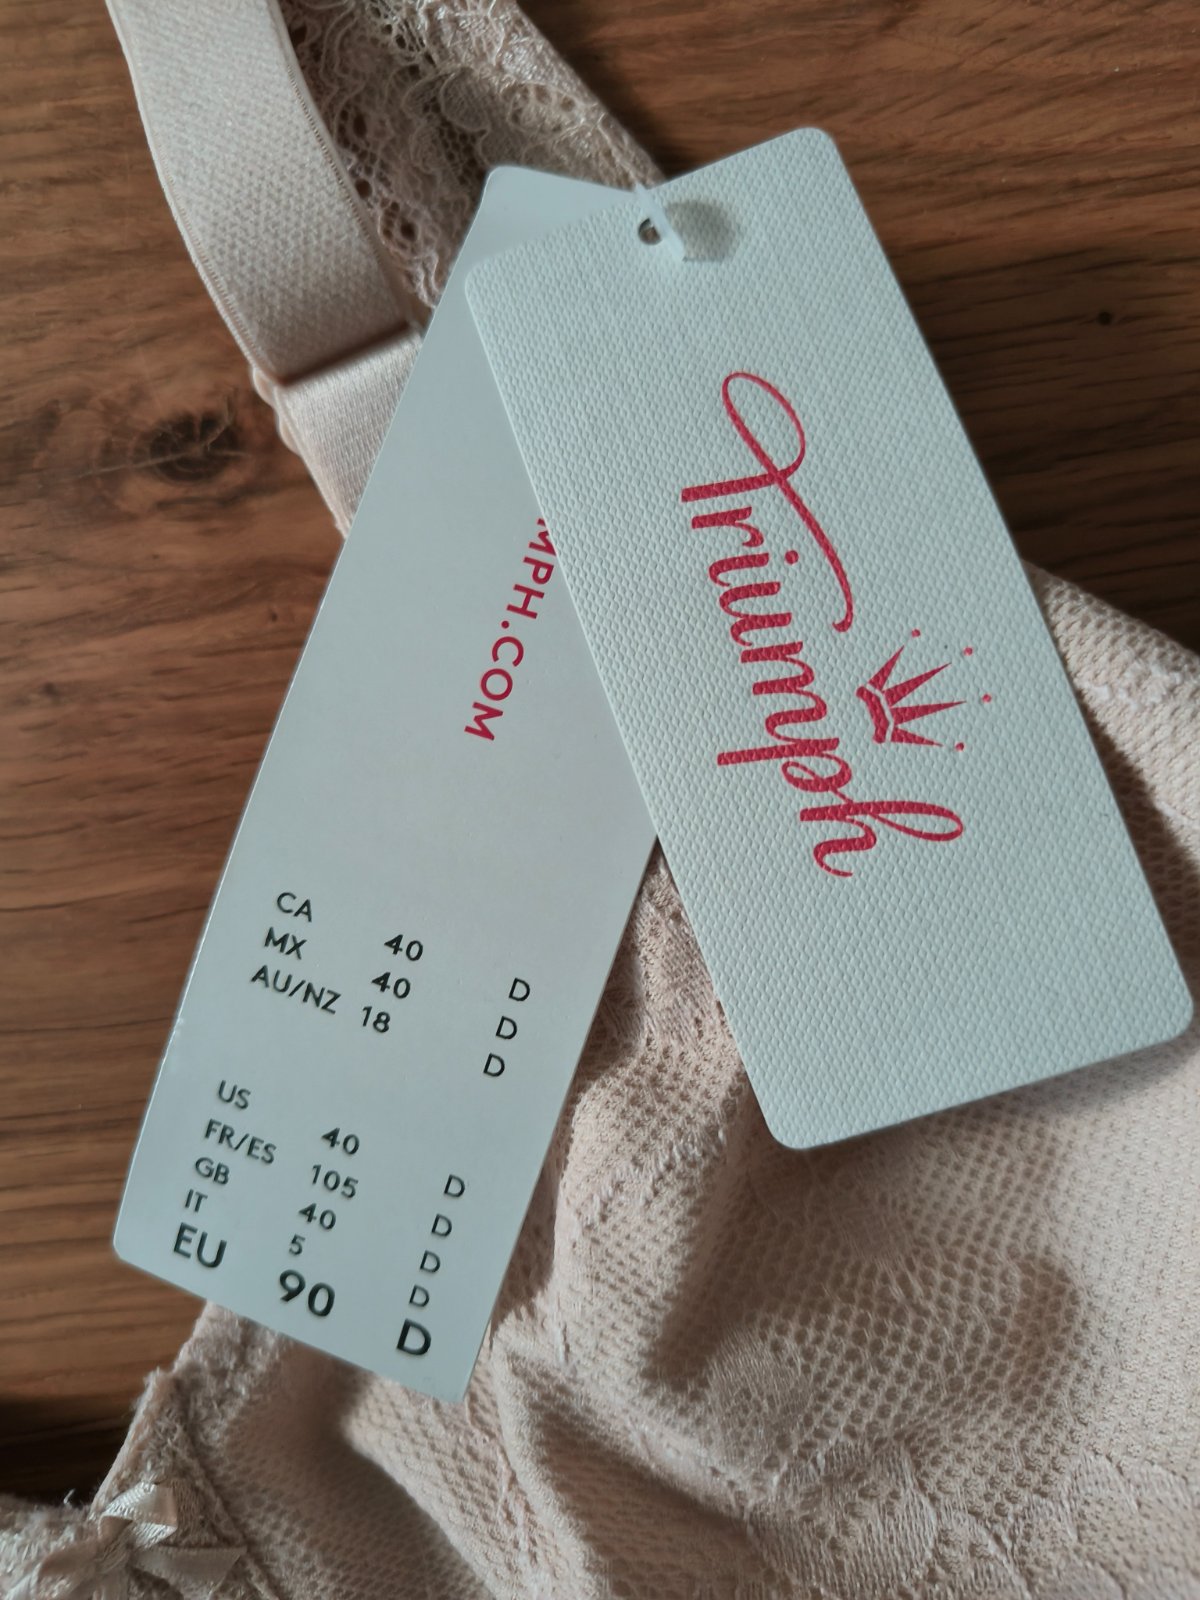 Triumph
MPH.COM
CA 40 D
MX 40 D
AU/NZ 18 D
US 40 D
FR/ES 105 D
GB 40 D
IT 5 D
EU 90 D